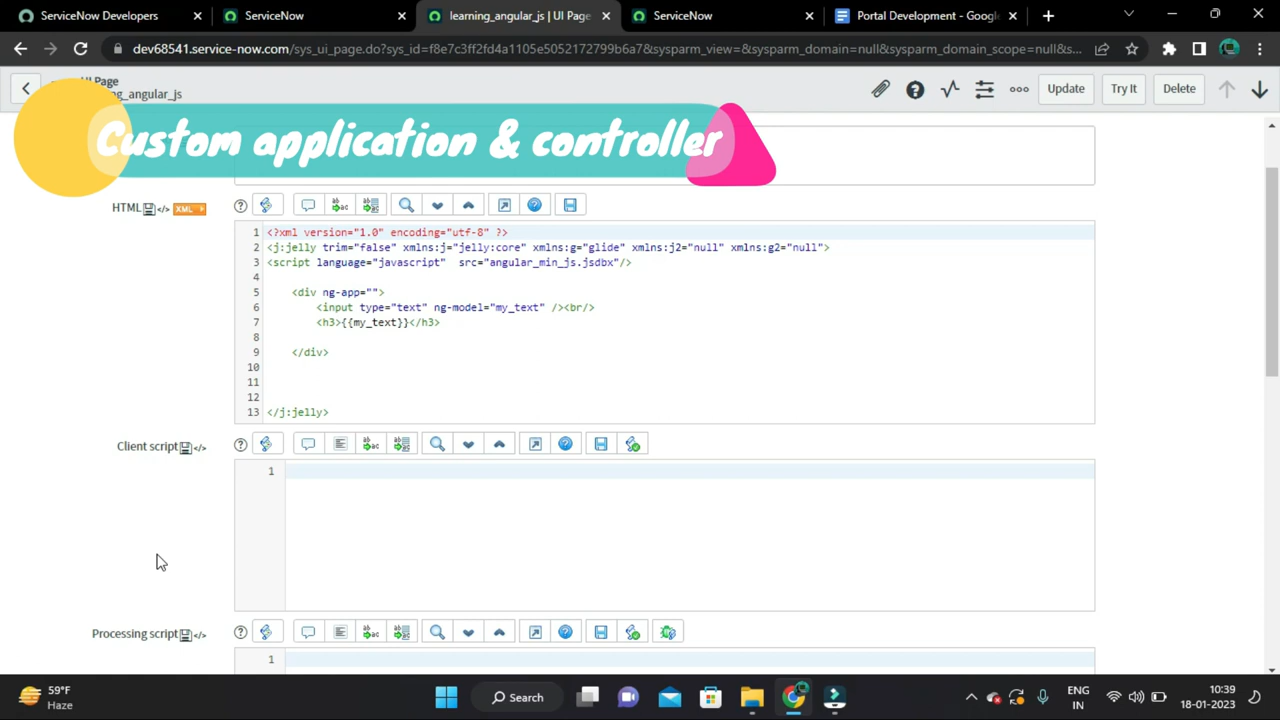 ServiceNow Developers
ServiceNow
learning_angular_js | UI Page
ServiceNow
Portal Development - Google
dev68541.service-now.com/sys_ui_page.do?sys_id=f8e7c3ff2fd4a1105e5052172799b6a7&sysparm_view=&sysparm_domain=null&sysparm_domain_scope=null&s...
UI Page
ng_angular_js
Update
Try It
Delete
Custom application & controller
HTML
XML
1 <?xml version="1.0" encoding="utf-8" ?>
2 <j:jelly trim="false" xmlns:j="jelly:core" xmlns:g="glide" xmlns:j2="null" xmlns:g2="null">
3 <script language="javascript"  src="angular_min_js.jsdbx"/>
4
5     <div ng-app="">
6         <input type="text" ng-model="my_text" /><br/>
7         <h3>{{my_text}}</h3>
8
9     </div>
10
11
12
13 </j:jelly>
Client script
1
Processing script
1
59°F
Haze
Search
ENG
IN
10:39
18-01-2023